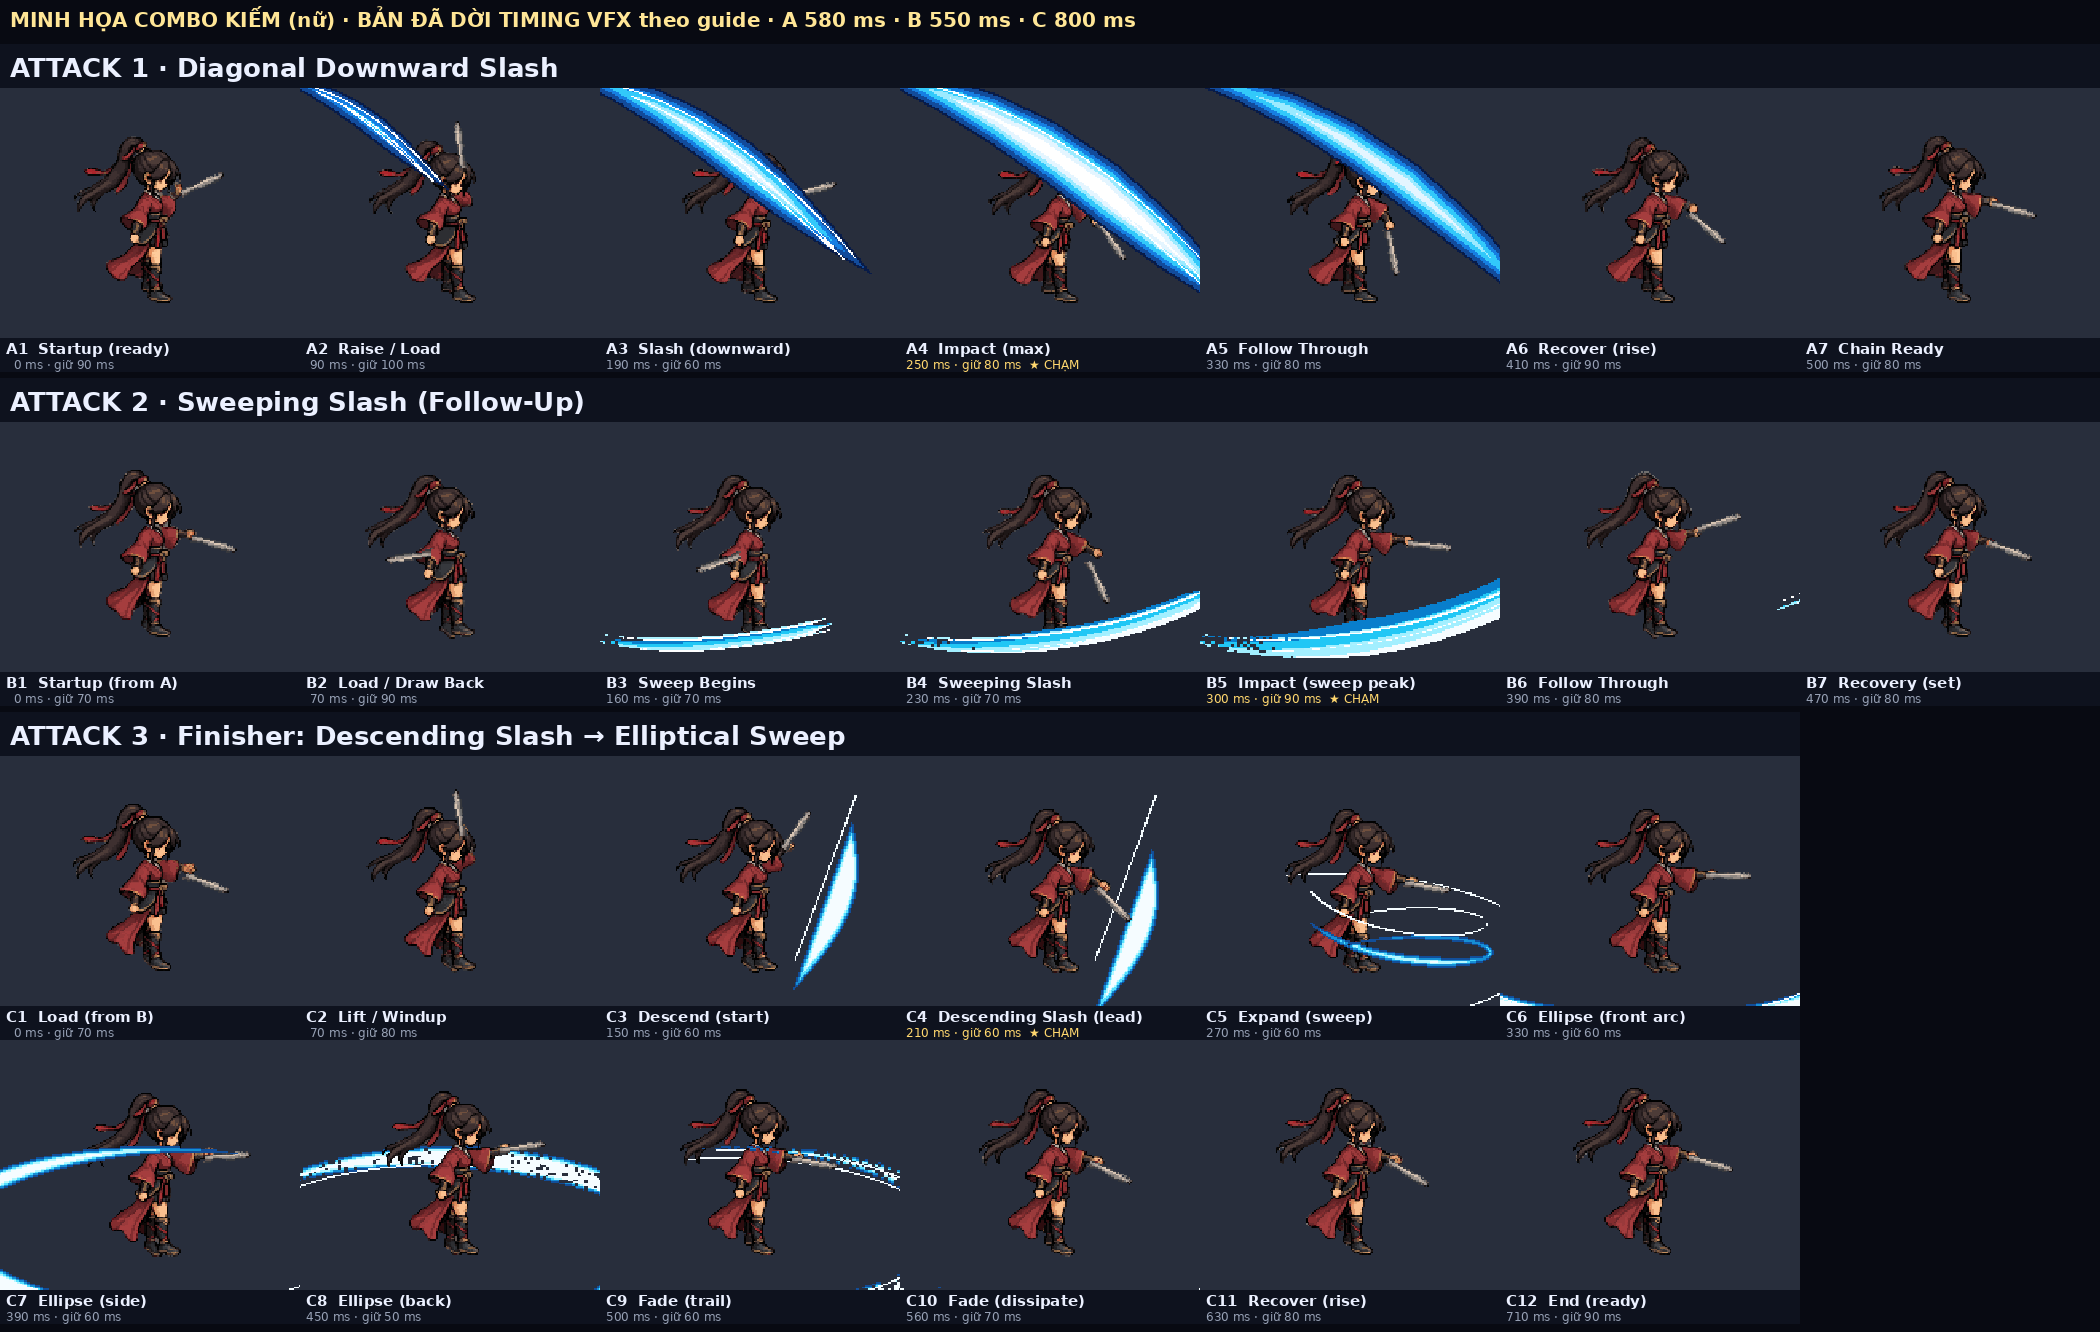 MINH HỌA COMBO KIẾM (nữ) · BẢN ĐÃ DỜI TIMING VFX theo guide · A 580 ms · B 550 ms · C 800 ms
ATTACK 1 · Diagonal Downward Slash
A1 Startup (ready)
0 ms · giữ 90 ms
A2 Raise / Load
90 ms · giữ 100 ms
A3 Slash (downward)
190 ms · giữ 60 ms
A4 Impact (max)
250 ms · giữ 80 ms ★ CHẠM
A5 Follow Through
330 ms · giữ 80 ms
A6 Recover (rise)
410 ms · giữ 90 ms
A7 Chain Ready
500 ms · giữ 80 ms
ATTACK 2 · Sweeping Slash (Follow-Up)
B1 Startup (from A)
0 ms · giữ 70 ms
B2 Load / Draw Back
70 ms · giữ 90 ms
B3 Sweep Begins
160 ms · giữ 70 ms
B4 Sweeping Slash
230 ms · giữ 70 ms
B5 Impact (sweep peak)
300 ms · giữ 90 ms ★ CHẠM
B6 Follow Through
390 ms · giữ 80 ms
B7 Recovery (set)
470 ms · giữ 80 ms
ATTACK 3 · Finisher: Descending Slash → Elliptical Sweep
C1 Load (from B)
0 ms · giữ 70 ms
C2 Lift / Windup
70 ms · giữ 80 ms
C3 Descend (start)
150 ms · giữ 60 ms
C4 Descending Slash (lead)
210 ms · giữ 60 ms ★ CHẠM
C5 Expand (sweep)
270 ms · giữ 60 ms
C6 Ellipse (front arc)
330 ms · giữ 60 ms
C7 Ellipse (side)
390 ms · giữ 60 ms
C8 Ellipse (back)
450 ms · giữ 50 ms
C9 Fade (trail)
500 ms · giữ 60 ms
C10 Fade (dissipate)
560 ms · giữ 70 ms
C11 Recover (rise)
630 ms · giữ 80 ms
C12 End (ready)
710 ms · giữ 90 ms